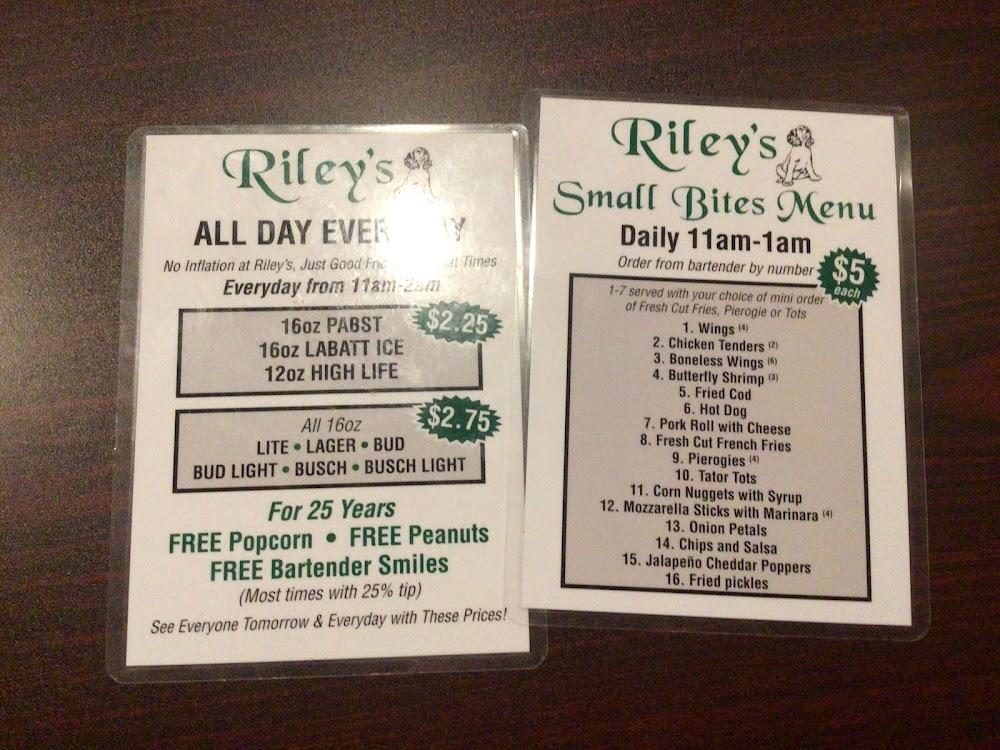 Riley's
ALL DAY
No Inflation at Riley's, Just Good Times
Everyday from 11am-2am
$2.25
16oz PABST
16oz LABATT ICE
12oz HIGH LIFE
$2.75
All 16oz
LITE • LAGER • BUD
BUD LIGHT • BUSCH • BUSCH LIGHT
For 25 Years
FREE Popcorn • FREE Peanuts
FREE Bartender Smiles
(Most times with 25% tip)
See Everyone Tomorrow & Everyday with These Prices!
Riley's
Small Bites Menu
Daily 11am-1am
Order from bartender by number
$5
each
1-7 served with your choice of mini order
of Fresh Cut Fries, Pierogie or Tots
1. Wings (4)
2. Chicken Tenders (2)
3. Boneless Wings (6)
4. Butterfly Shrimp (3)
5. Fried Cod
6. Hot Dog
7. Pork Roll with Cheese
8. Fresh Cut French Fries
9. Pierogies (4)
10. Tator Tots
11. Corn Nuggets with Syrup
12. Mozzarella Sticks with Marinara (4)
13. Onion Petals
14. Chips and Salsa
15. Jalapeño Cheddar Poppers
16. Fried pickles